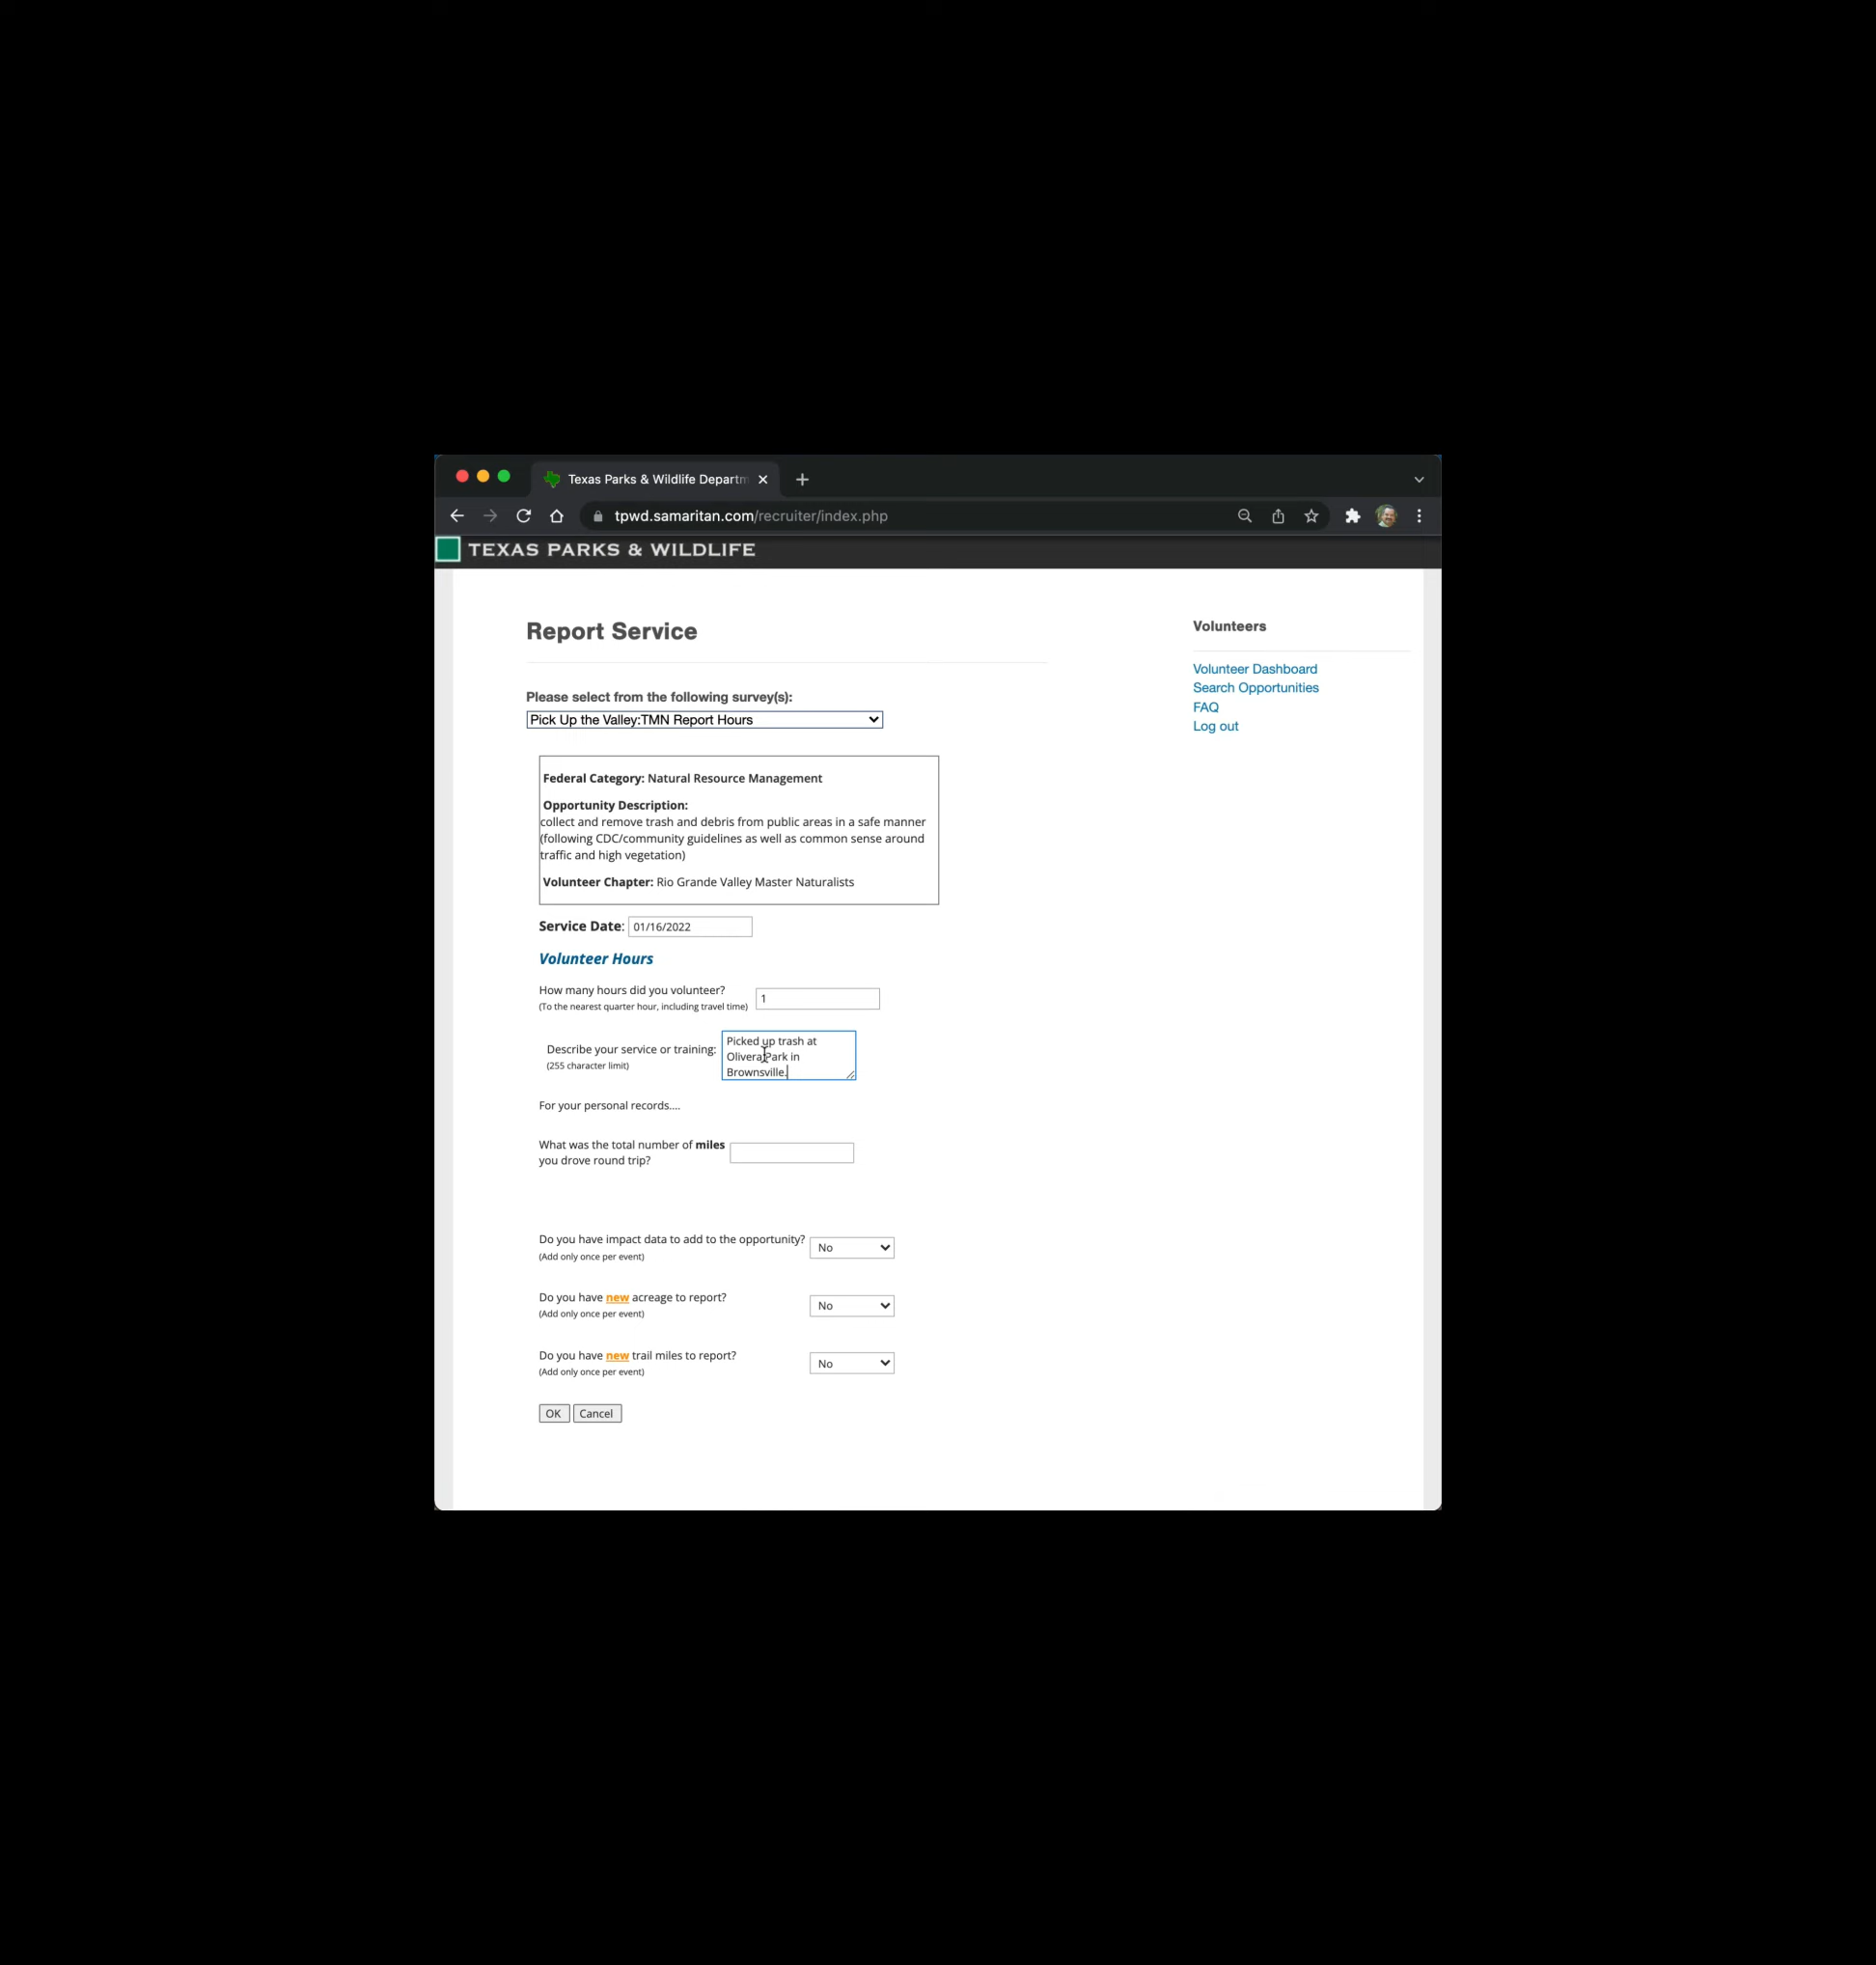 Texas Parks & Wildlife Departm
tpwd.samaritan.com/recruiter/index.php
TEXAS PARKS & WILDLIFE
Report Service
Please select from the following survey(s):
Pick Up the Valley:TMN Report Hours
Federal Category: Natural Resource Management
Opportunity Description:
collect and remove trash and debris from public areas in a safe manner
(following CDC/community guidelines as well as common sense around
traffic and high vegetation)
Volunteer Chapter: Rio Grande Valley Master Naturalists
Service Date: 01/16/2022
Volunteer Hours
How many hours did you volunteer? 1
(To the nearest quarter hour, including travel time)
Describe your service or training:
(255 character limit)
Picked up trash at
Olivera Park in
Brownsville.
For your personal records....
What was the total number of miles
you drove round trip?
Do you have impact data to add to the opportunity? No
(Add only once per event)
Do you have new acreage to report? No
(Add only once per event)
Do you have new trail miles to report? No
(Add only once per event)
OK Cancel
Volunteers
Volunteer Dashboard
Search Opportunities
FAQ
Log out